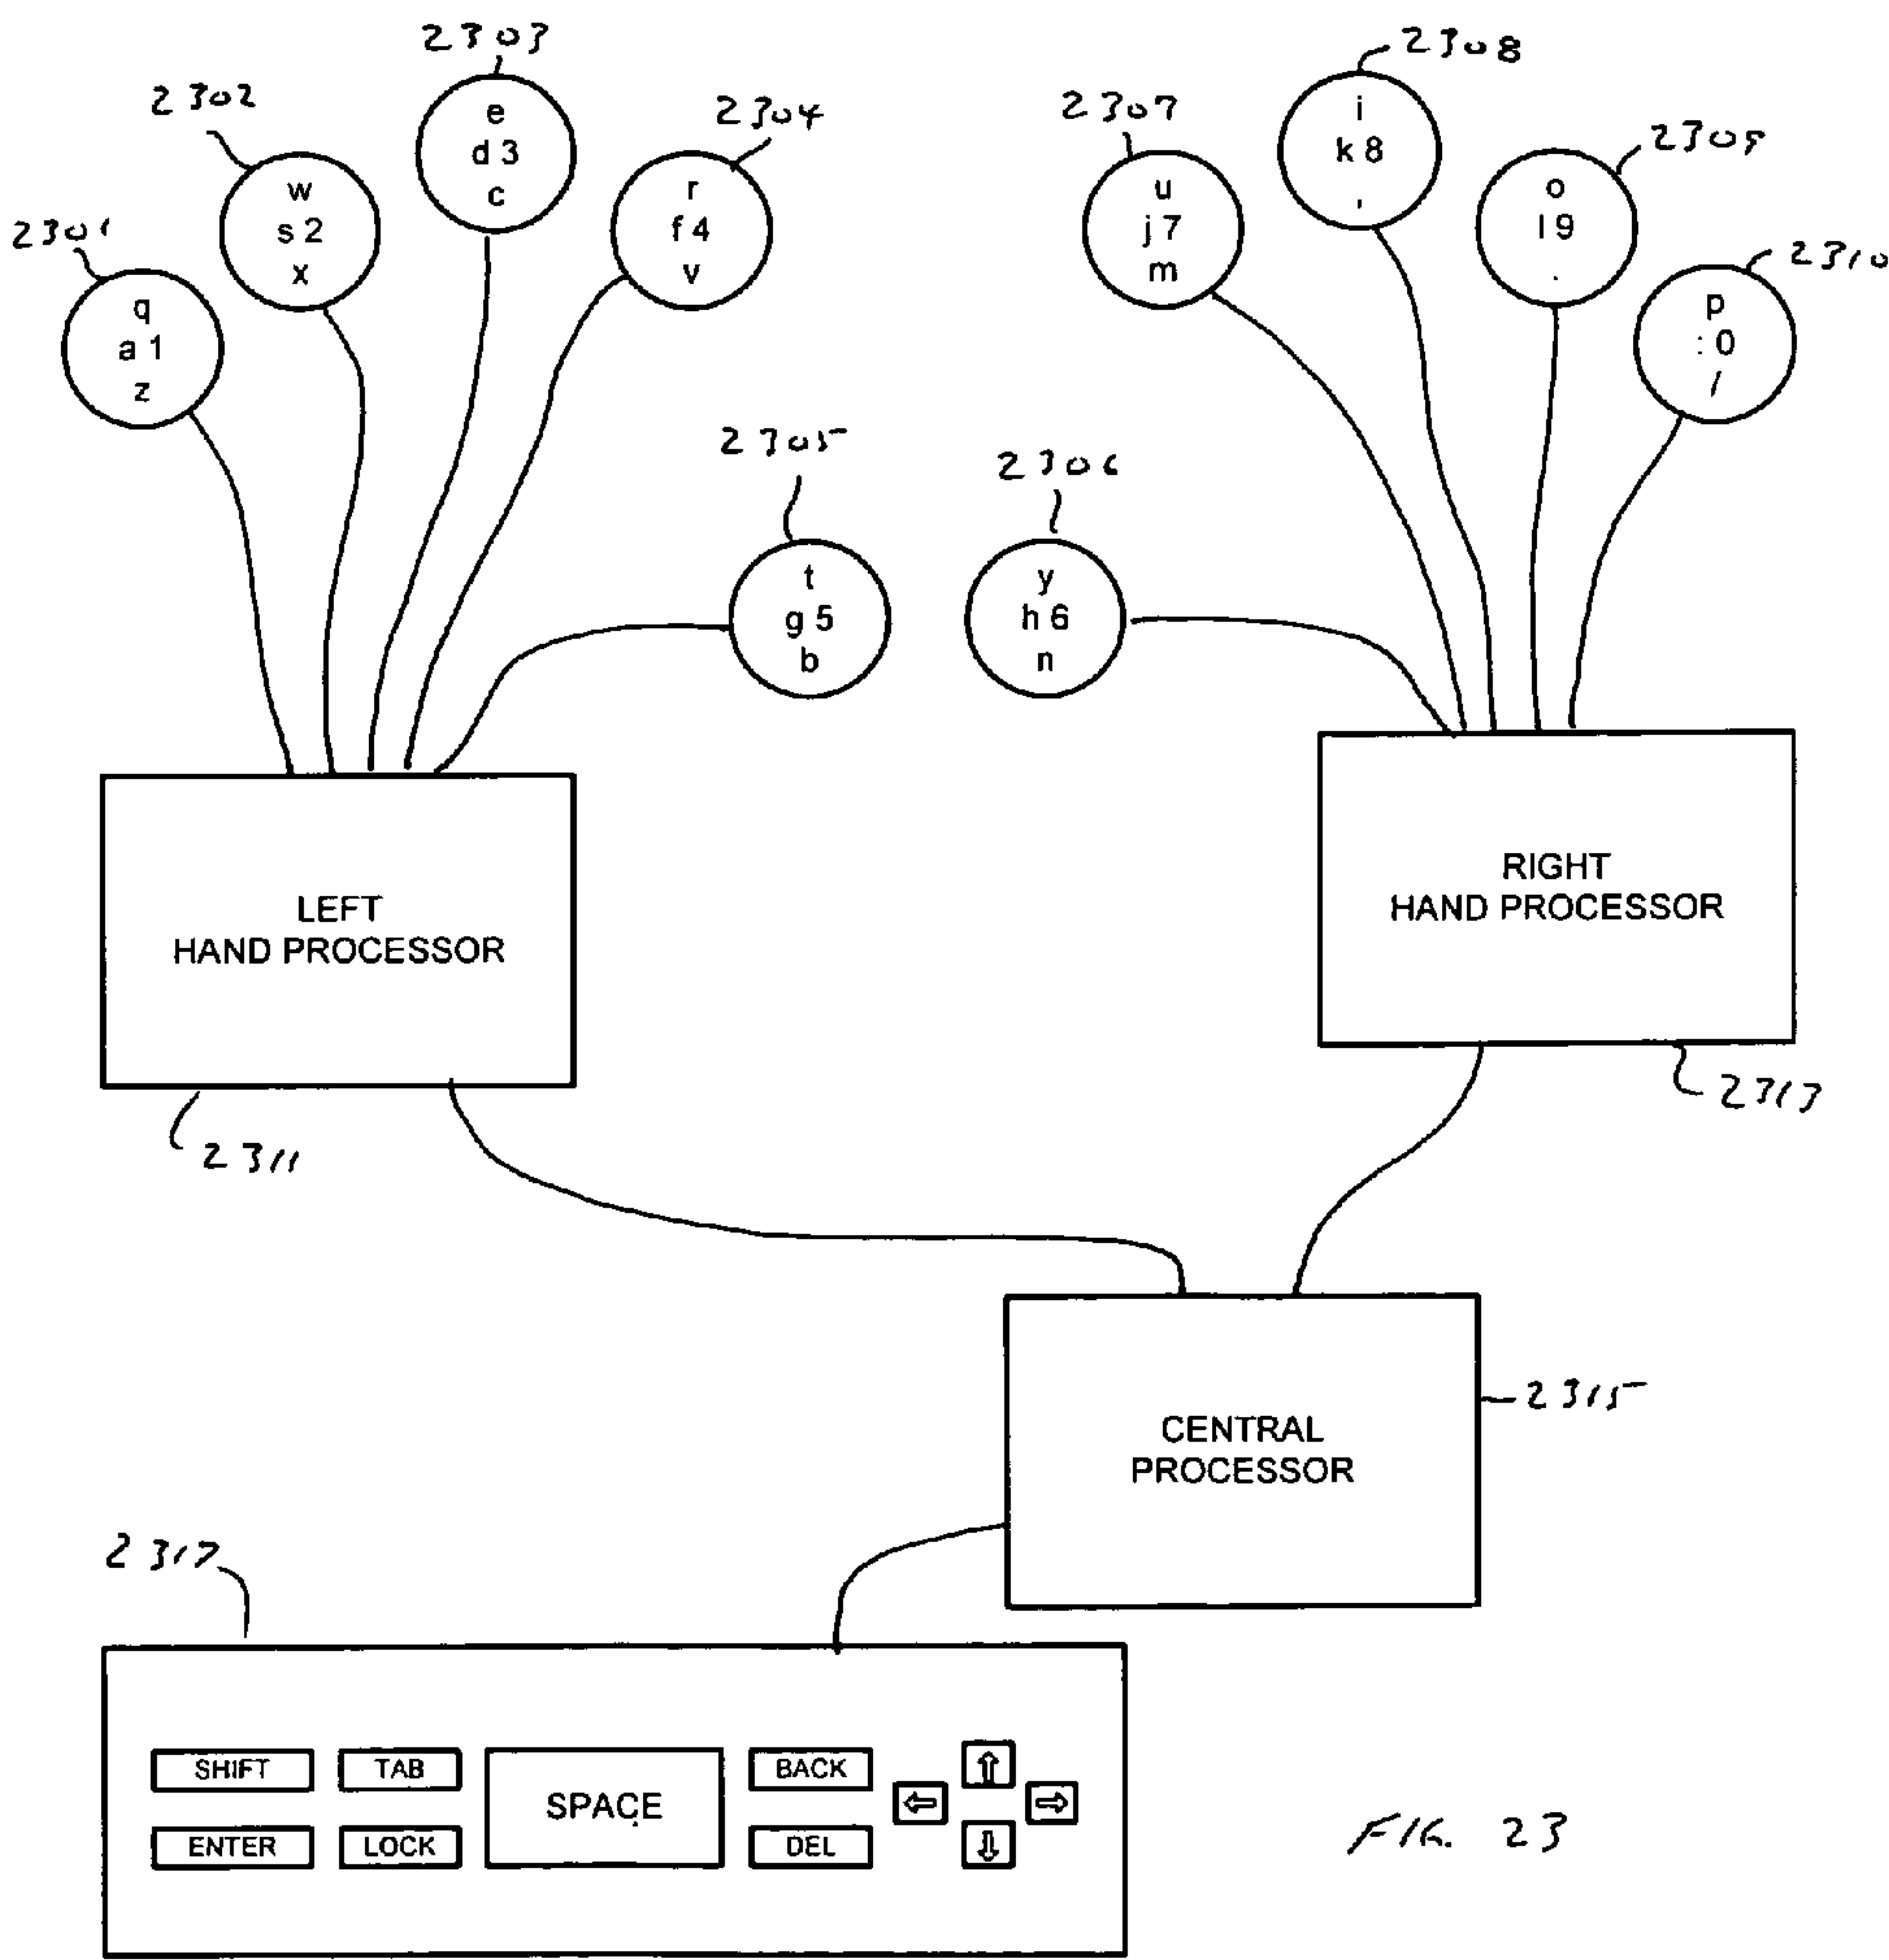 2303
2308
2302
2304
2307
2309
2301
2310
e
d 3
c
i
k 8
,
w
s 2
x
r
f 4
v
u
j 7
m
o
l 9
.
q
a 1
z
p
: 0
/
2305
2306
t
g 5
b
y
h 6
n
LEFT
HAND PROCESSOR
RIGHT
HAND PROCESSOR
2311
2313
CENTRAL
PROCESSOR
2315
2317
SHIFT
TAB
SPACE
BACK
ENTER
LOCK
DEL
FIG. 23